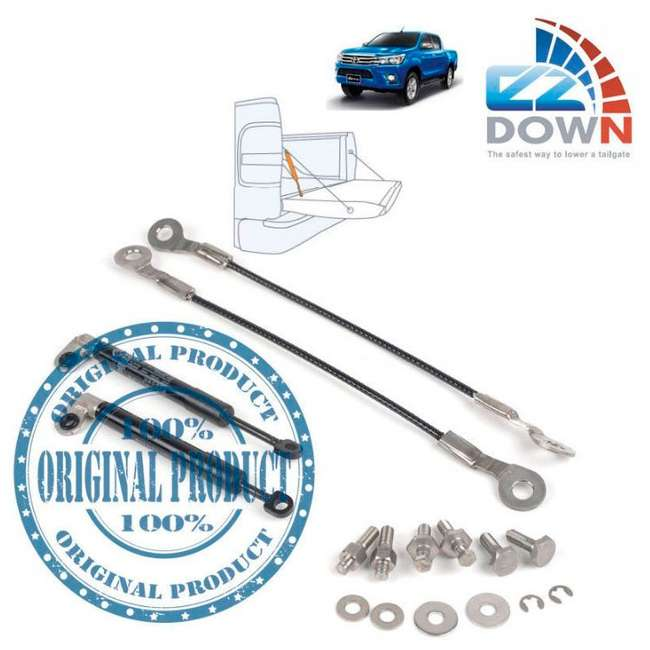 EZ
DOWN
The safest way to lower a tailgate
ORIGINAL PRODUCT
100%
ORIGINAL PRODUCT
100%
ORIGINAL PRODUCT